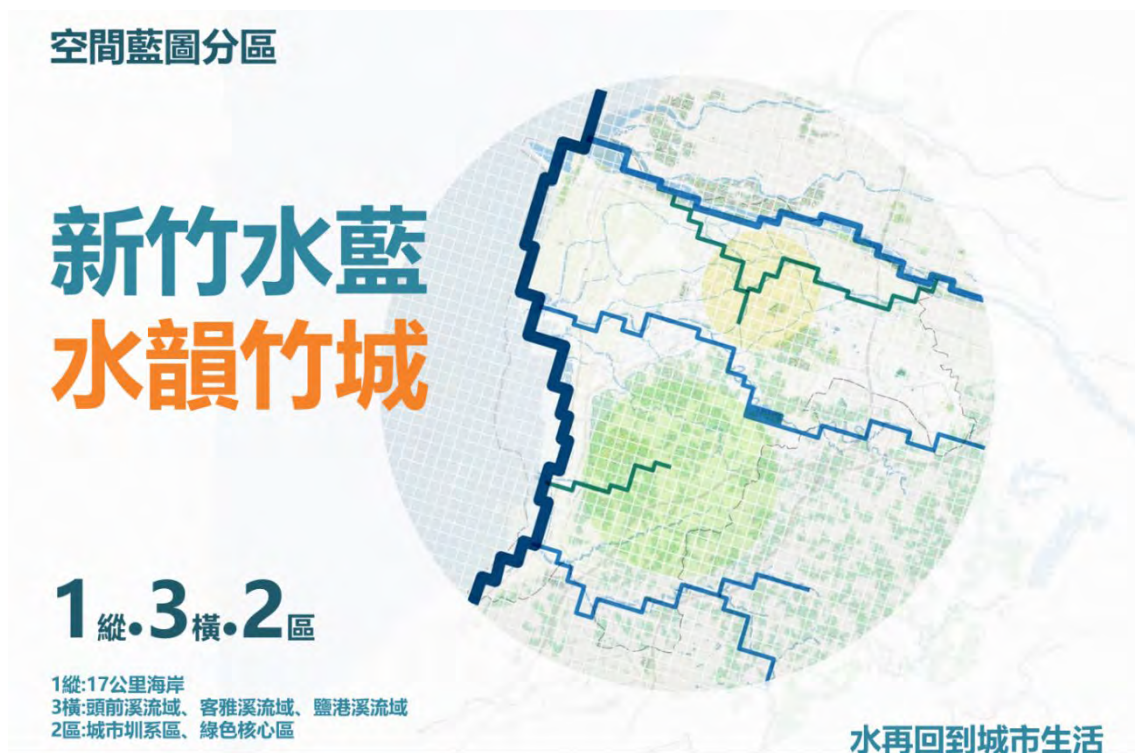 空間藍圖分區
新竹水藍
水韻竹城
1縱.3橫.2區
1縱:17公里海岸
3橫:頭前溪流域、客雅溪流域、鹽港溪流域
2區:城市圳系區、綠色核心區
水再回到城市生活